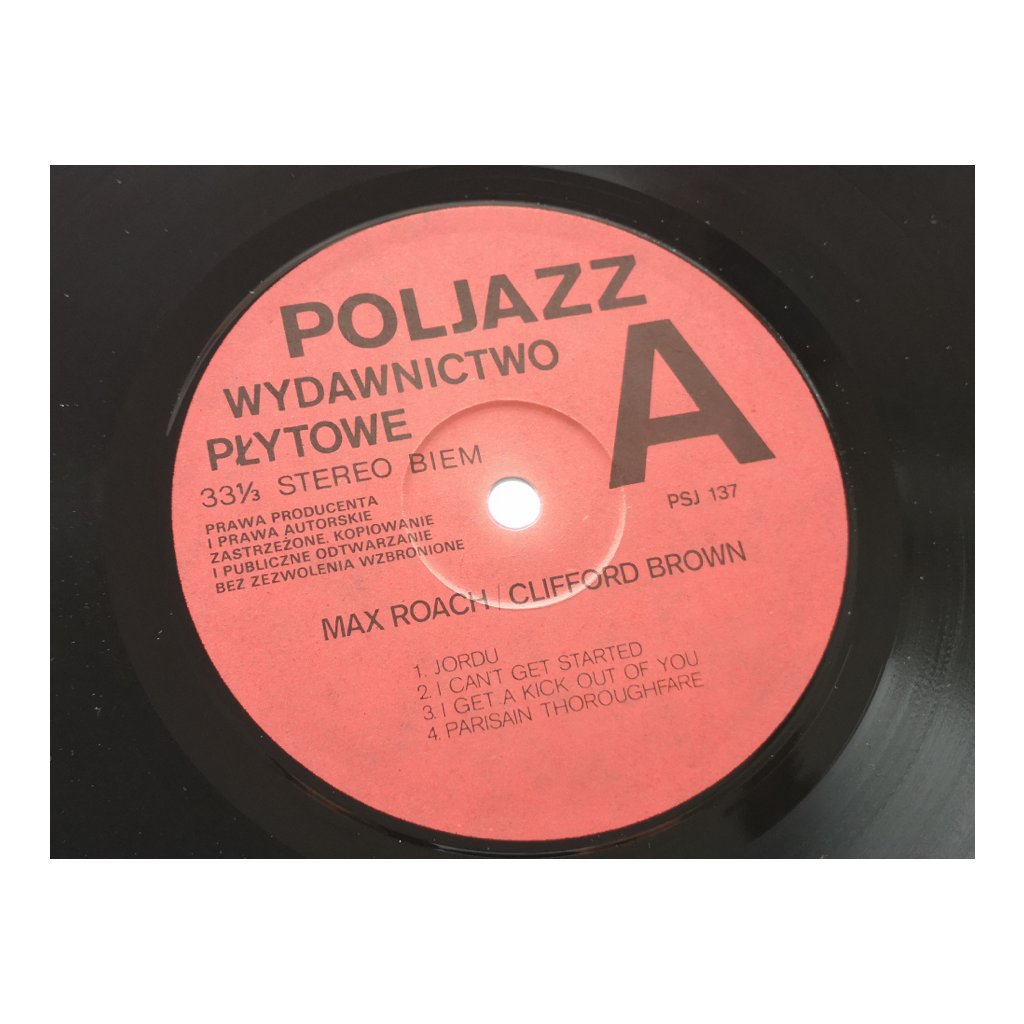 POLJAZZ
WYDAWNICTWO
PŁYTOWE
33⅓ STEREO BIEM
PRAWA PRODUCENTA
I PRAWA AUTORSKIE
ZASTRZEŻONE. KOPIOWANIE
I PUBLICZNE ODTWARZANIE
BEZ ZEZWOLENIA WZBRONIONE
A
PSJ 137
MAX ROACH / CLIFFORD BROWN
1. JORDU
2. I CAN'T GET STARTED
3. I GET A KICK OUT OF YOU
4. PARISAIN THOROUGHFARE